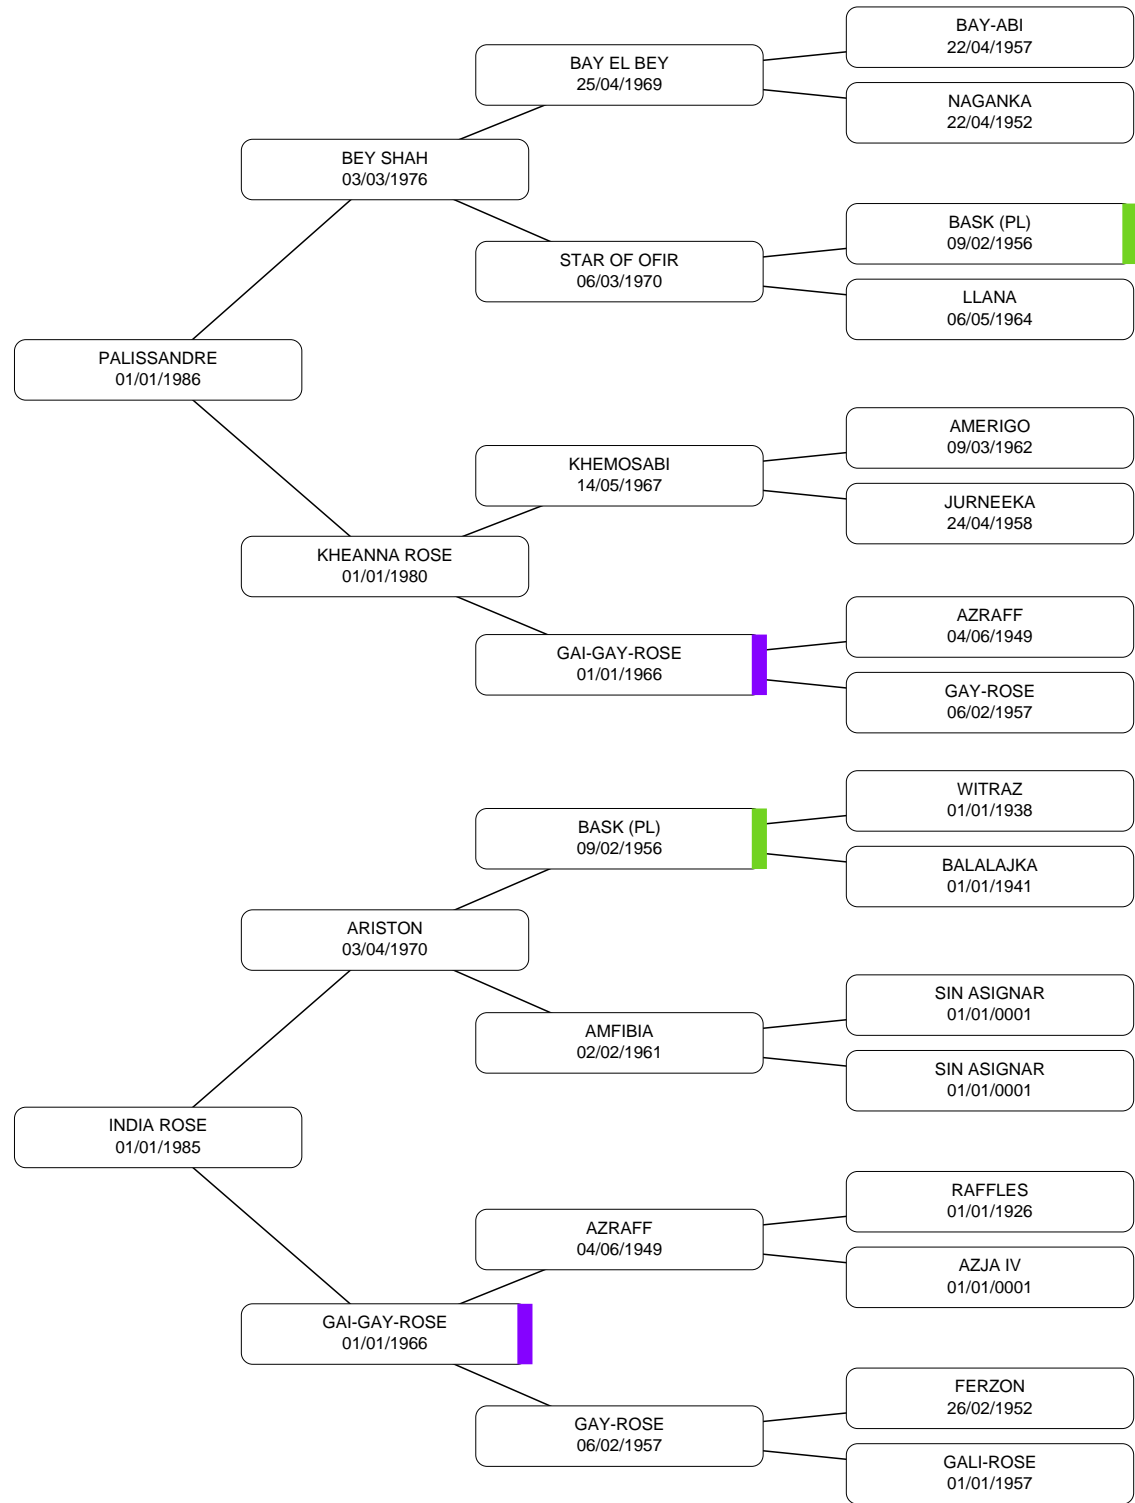 BAY-ABI
22/04/1957
BAY EL BEY
25/04/1969
NAGANKA
22/04/1952
BEY SHAH
03/03/1976
BASK (PL)
09/02/1956
STAR OF OFIR
06/03/1970
LLANA
06/05/1964
PALISSANDRE
01/01/1986
AMERIGO
09/03/1962
KHEMOSABI
14/05/1967
JURNEEKA
24/04/1958
KHEANNA ROSE
01/01/1980
AZRAFF
04/06/1949
GAI-GAY-ROSE
01/01/1966
GAY-ROSE
06/02/1957
WITRAZ
01/01/1938
BASK (PL)
09/02/1956
BALALAJKA
01/01/1941
ARISTON
03/04/1970
SIN ASIGNAR
01/01/0001
AMFIBIA
02/02/1961
SIN ASIGNAR
01/01/0001
INDIA ROSE
01/01/1985
RAFFLES
01/01/1926
AZRAFF
04/06/1949
AZJA IV
01/01/0001
GAI-GAY-ROSE
01/01/1966
FERZON
26/02/1952
GAY-ROSE
06/02/1957
GALI-ROSE
01/01/1957